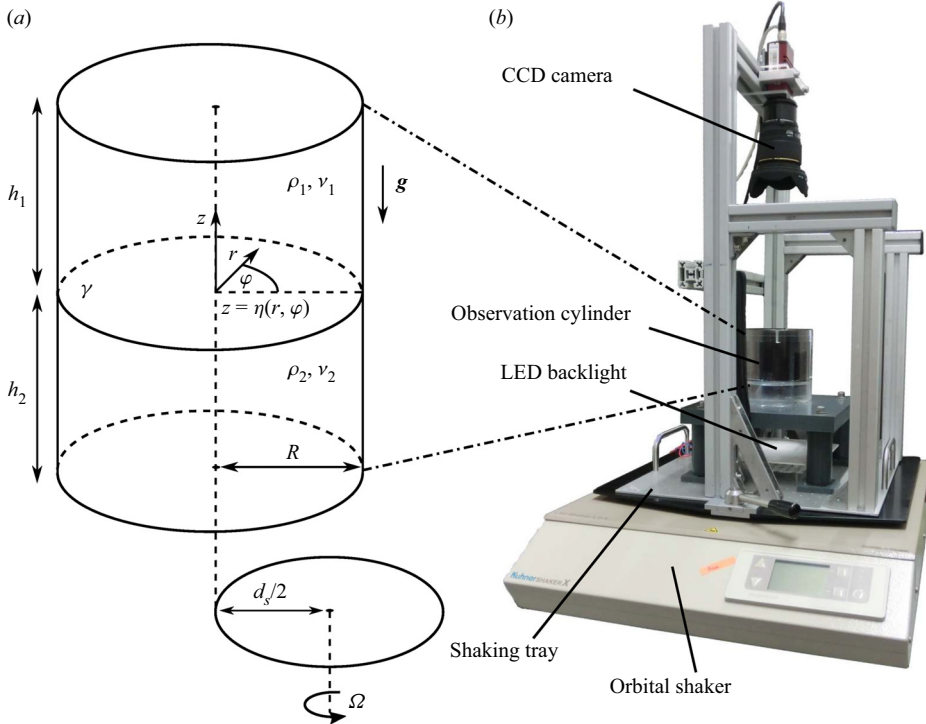 (a)
h₁
ρ₁, ν₁
g
z
r
φ
γ
z = η(r, φ)
h₂
ρ₂, ν₂
R
dₛ/2
Ω
(b)
CCD camera
Observation cylinder
LED backlight
KuhnerSHAKERX
Shaking tray
Orbital shaker